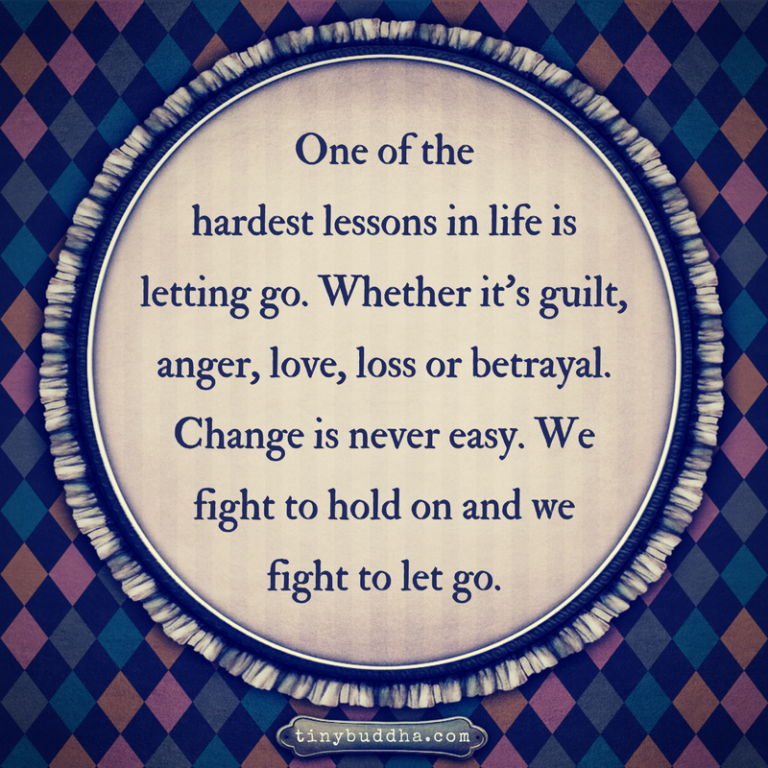 One of the
hardest lessons in life is
letting go. Whether it’s guilt,
anger, love, loss or betrayal.
Change is never easy. We
fight to hold on and we
fight to let go.
tinybuddha.com